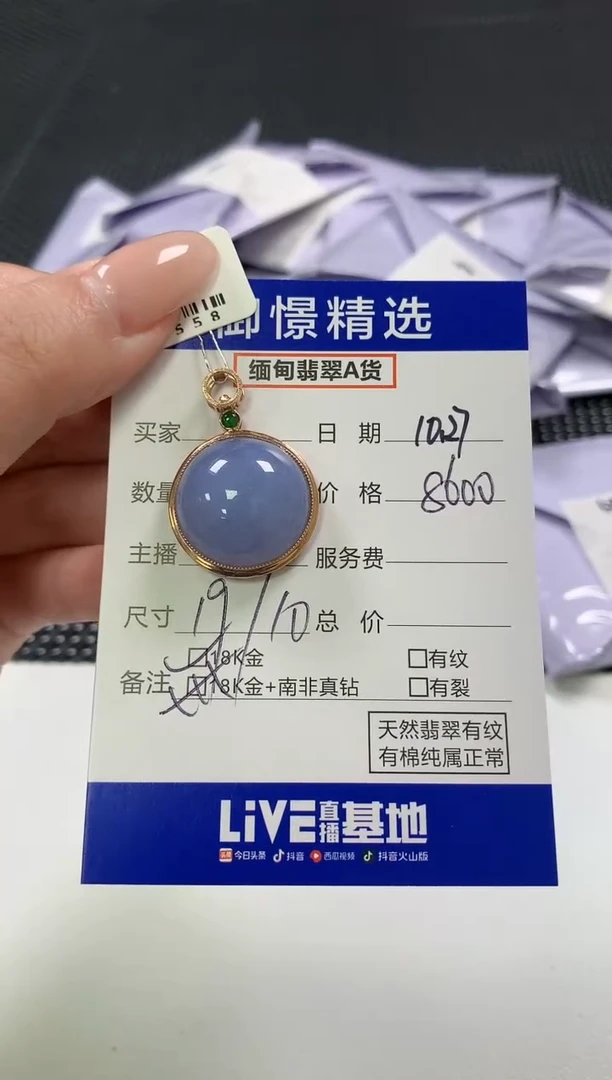 558
御憬精选
缅甸翡翠A货
买家 日期 10.27
数量 价格 8600
主播 服务费
尺寸 19/10 总价
备注 18K金 有纹
18K金+南非真钻 有裂
天然翡翠有纹
有棉纯属正常
LiVE直播基地
头条 今日头条 抖音 西瓜视频 抖音火山版